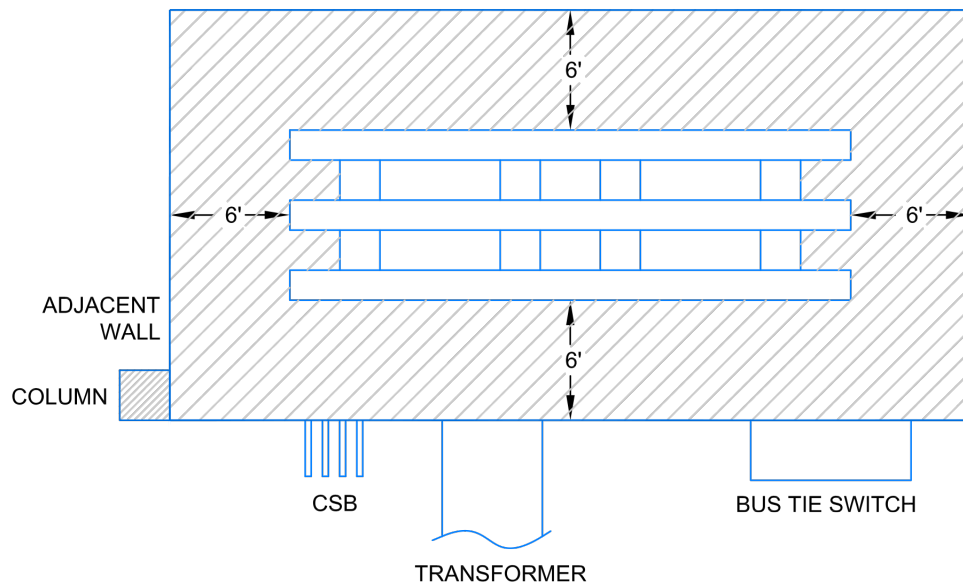 6'
6'
6'
ADJACENT
WALL
6'
COLUMN
CSB
BUS TIE SWITCH
TRANSFORMER